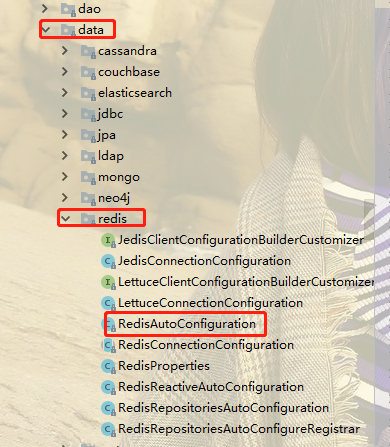 dao
data
cassandra
couchbase
elasticsearch
jdbc
jpa
ldap
mongo
neo4j
redis
JedisClientConfigurationBuilderCustomizer
JedisConnectionConfiguration
LettuceClientConfigurationBuilderCustomizer
LettuceConnectionConfiguration
RedisAutoConfiguration
RedisConnectionConfiguration
RedisProperties
RedisReactiveAutoConfiguration
RedisRepositoriesAutoConfiguration
RedisRepositoriesAutoConfigureRegistrar